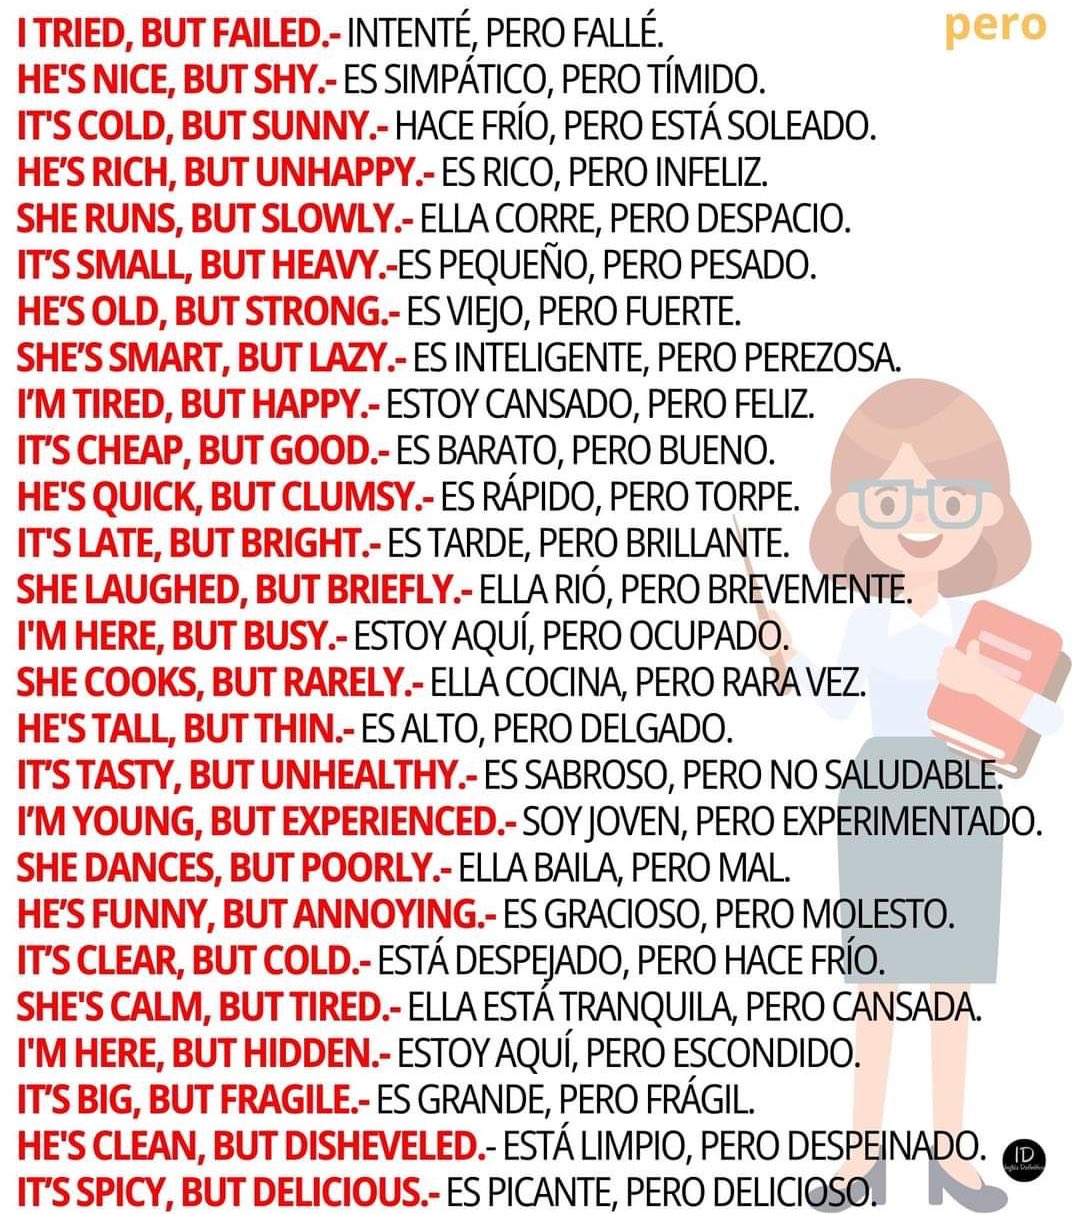 pero
I TRIED, BUT FAILED.- INTENTÉ, PERO FALLÉ.
HE'S NICE, BUT SHY.- ES SIMPÁTICO, PERO TÍMIDO.
IT'S COLD, BUT SUNNY.- HACE FRÍO, PERO ESTÁ SOLEADO.
HE’S RICH, BUT UNHAPPY.- ES RICO, PERO INFELIZ.
SHE RUNS, BUT SLOWLY.- ELLA CORRE, PERO DESPACIO.
IT’S SMALL, BUT HEAVY.-ES PEQUEÑO, PERO PESADO.
HE’S OLD, BUT STRONG.- ES VIEJO, PERO FUERTE.
SHE’S SMART, BUT LAZY.- ES INTELIGENTE, PERO PEREZOSA.
I’M TIRED, BUT HAPPY.- ESTOY CANSADO, PERO FELIZ.
IT’S CHEAP, BUT GOOD.- ES BARATO, PERO BUENO.
HE'S QUICK, BUT CLUMSY.- ES RÁPIDO, PERO TORPE.
IT'S LATE, BUT BRIGHT.- ES TARDE, PERO BRILLANTE.
SHE LAUGHED, BUT BRIEFLY.- ELLA RIÓ, PERO BREVEMENTE.
I'M HERE, BUT BUSY.- ESTOY AQUÍ, PERO OCUPADO.
SHE COOKS, BUT RARELY.- ELLA COCINA, PERO RARA VEZ.
HE'S TALL, BUT THIN.- ES ALTO, PERO DELGADO.
IT’S TASTY, BUT UNHEALTHY.- ES SABROSO, PERO NO SALUDABLE.
I’M YOUNG, BUT EXPERIENCED.- SOY JOVEN, PERO EXPERIMENTADO.
SHE DANCES, BUT POORLY.- ELLA BAILA, PERO MAL.
HE’S FUNNY, BUT ANNOYING.- ES GRACIOSO, PERO MOLESTO.
IT’S CLEAR, BUT COLD.- ESTÁ DESPEJADO, PERO HACE FRÍO.
SHE'S CALM, BUT TIRED.- ELLA ESTÁ TRANQUILA, PERO CANSADA.
I'M HERE, BUT HIDDEN.- ESTOY AQUÍ, PERO ESCONDIDO.
IT’S BIG, BUT FRAGILE.- ES GRANDE, PERO FRÁGIL.
HE'S CLEAN, BUT DISHEVELED.- ESTÁ LIMPIO, PERO DESPEINADO.
ID
IT’S SPICY, BUT DELICIOUS.- ES PICANTE, PERO DELICIOSO.